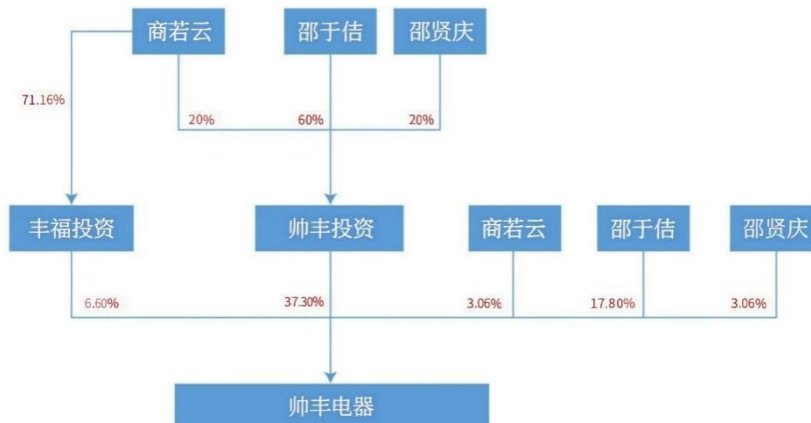 商若云
邵于佶
邵贤庆
71.16%
20%
60%
20%
丰福投资
帅丰投资
商若云
邵于佶
邵贤庆
6.60%
37.30%
3.06%
17.80%
3.06%
帅丰电器